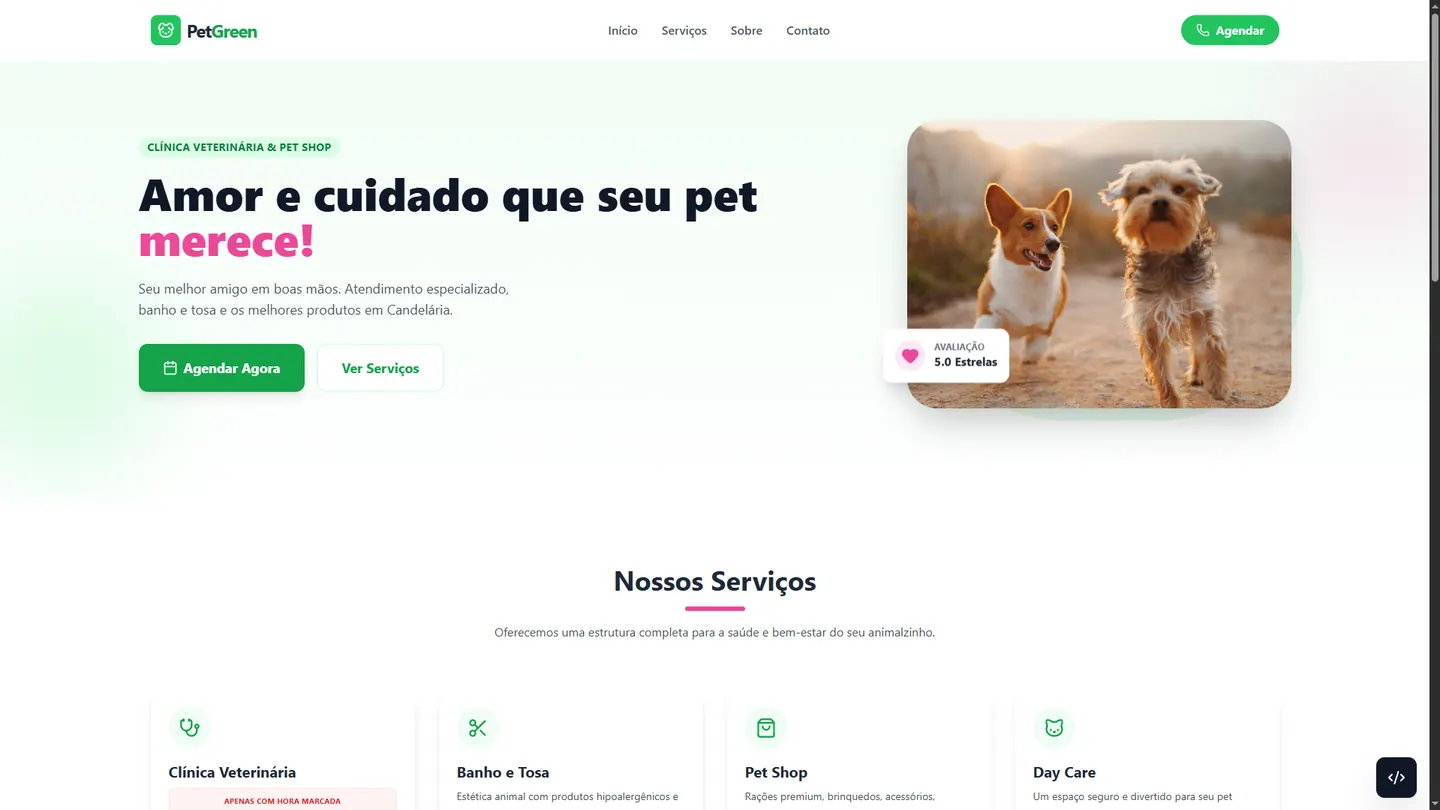 PetGreen
Início
Serviços
Sobre
Contato
Agendar
CLÍNICA VETERINÁRIA & PET SHOP
Amor e cuidado que seu pet
merece!
Seu melhor amigo em boas mãos. Atendimento especializado,
banho e tosa e os melhores produtos em Candelária.
Agendar Agora
Ver Serviços
AVALIAÇÃO
5.0 Estrelas
Nossos Serviços
Oferecemos uma estrutura completa para a saúde e bem-estar do seu animalzinho.
Clínica Veterinária
APENAS COM HORA MARCADA
Banho e Tosa
Estética animal com produtos hipoalergênicos e
Pet Shop
Rações premium, brinquedos, acessórios,
Day Care
Um espaço seguro e divertido para seu pet